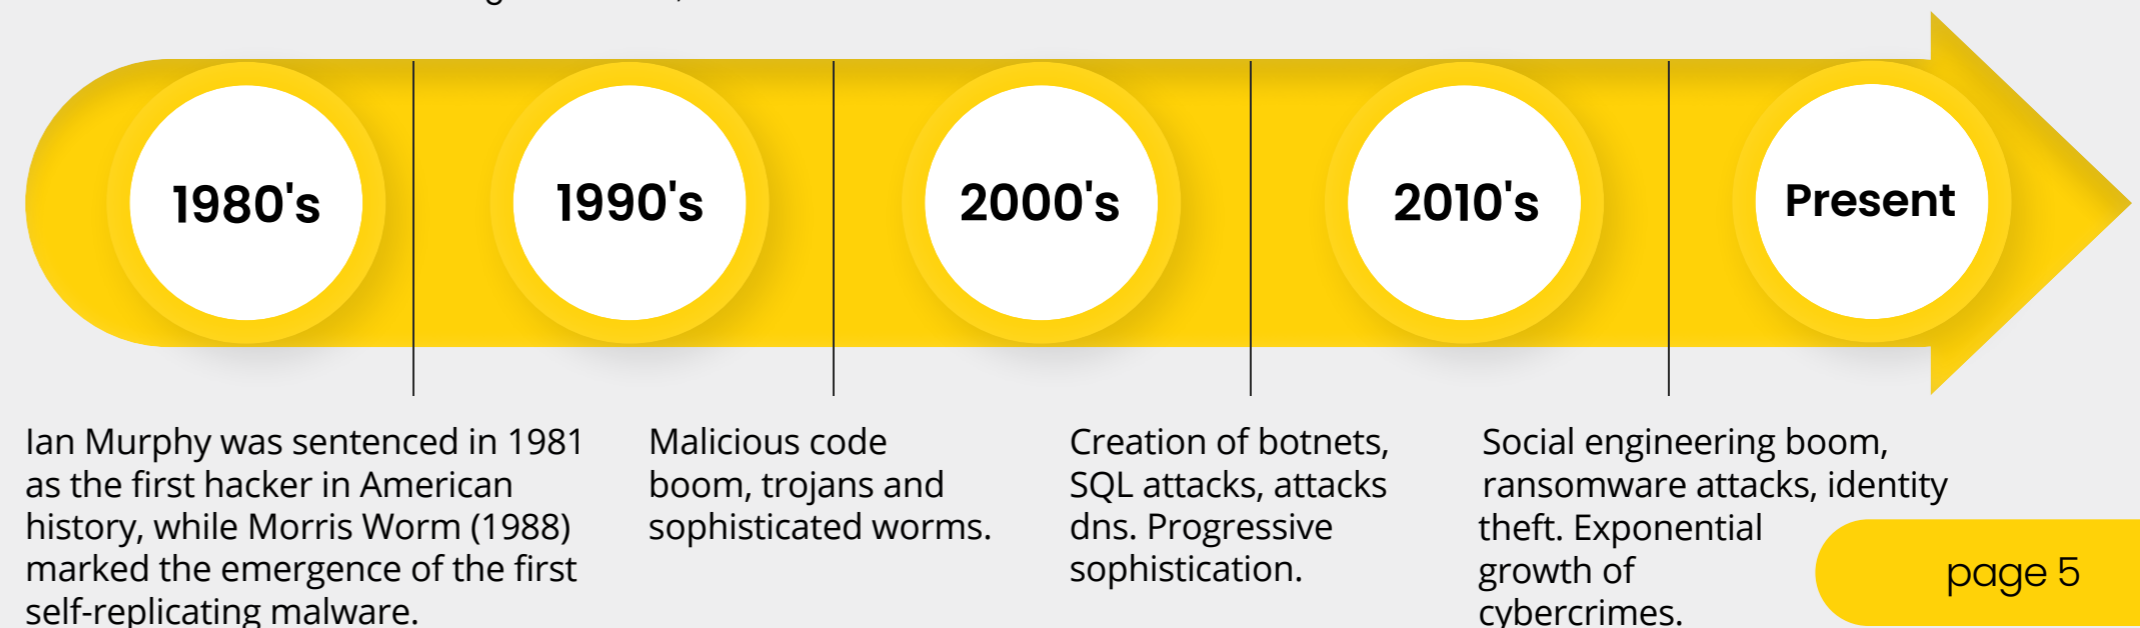 1980's
1990's
2000's
2010's
Present
Ian Murphy was sentenced in 1981
as the first hacker in American
history, while Morris Worm (1988)
marked the emergence of the first
self-replicating malware.
Malicious code
boom, trojans and
sophisticated worms.
Creation of botnets,
SQL attacks, attacks
dns. Progressive
sophistication.
Social engineering boom,
ransomware attacks, identity
theft. Exponential
growth of
cybercrimes.
page 5